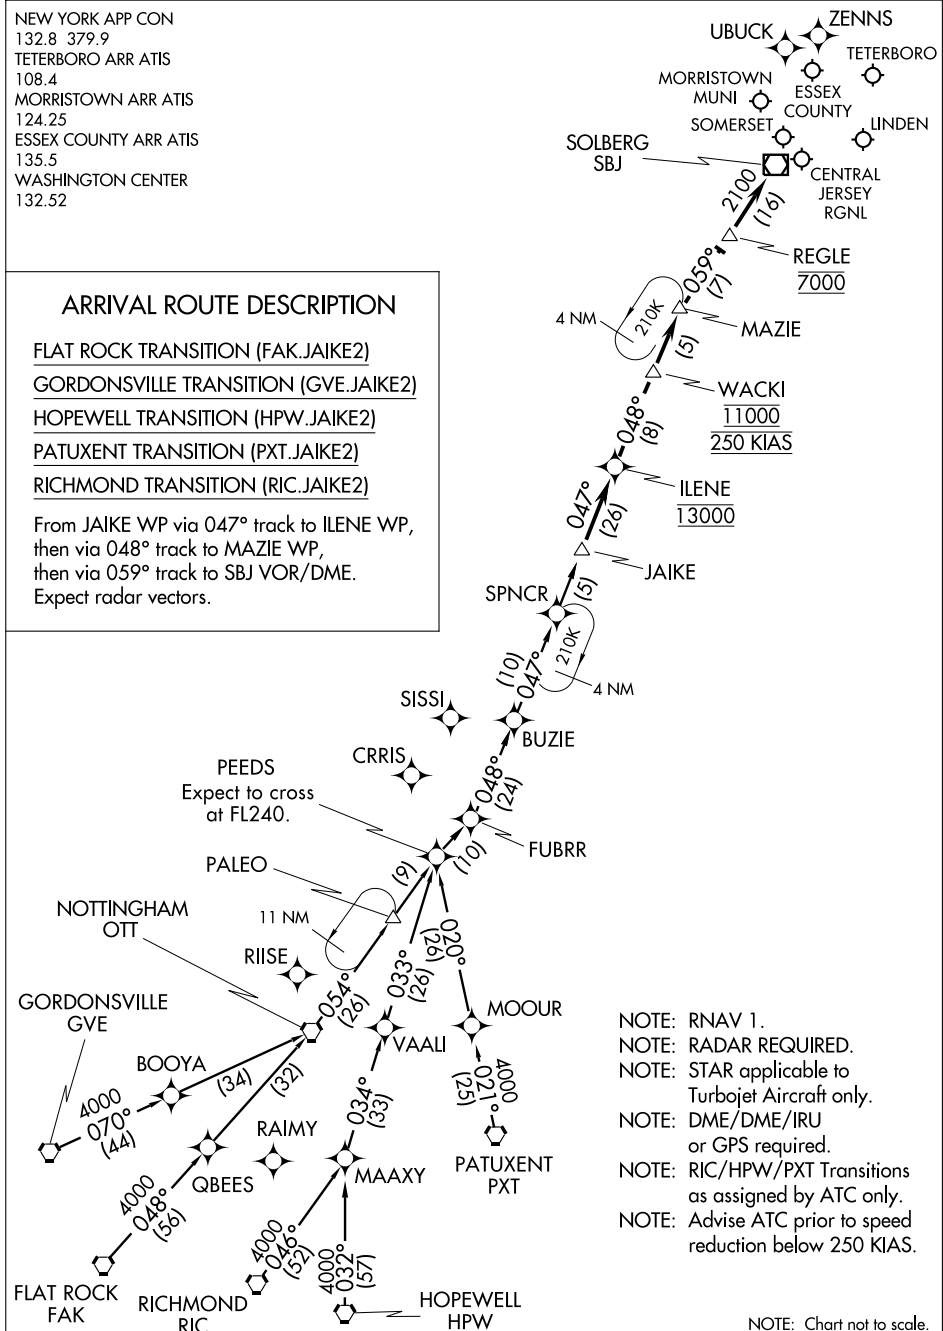 NEW YORK APP CON
132.8 379.9
TETERBORO ARR ATIS
108.4
MORRISTOWN ARR ATIS
124.25
ESSEX COUNTY ARR ATIS
135.5
WASHINGTON CENTER
132.52
UBUCK
ZENNS
TETERBORO
MORRISTOWN
MUNI
ESSEX
COUNTY
SOMERSET
LINDEN
SOLBERG
SBJ
CENTRAL
JERSEY
RGNL
2100
(16)
REGLE
7000
059°
(7)
4 NM
210K
MAZIE
(5)
WACKI
11000
250 KIAS
048°
(8)
ILENE
13000
047°
(26)
JAIKE
ARRIVAL ROUTE DESCRIPTION
FLAT ROCK TRANSITION (FAK.JAIKE2)
GORDONSVILLE TRANSITION (GVE.JAIKE2)
HOPEWELL TRANSITION (HPW.JAIKE2)
PATUXENT TRANSITION (PXT.JAIKE2)
RICHMOND TRANSITION (RIC.JAIKE2)
From JAIKE WP via 047° track to ILENE WP,
then via 048° track to MAZIE WP,
then via 059° track to SBJ VOR/DME.
Expect radar vectors.
SPNCR
(5)
210K
4 NM
(10)
047°
SISSI
BUZIE
CRRIS
048°
(24)
PEEDS
Expect to cross
at FL240.
FUBRR
(10)
PALEO
(9)
11 NM
NOTTINGHAM
OTT
RIISE
054°
(26)
033°
(26)
020°
(26)
MOOUR
VAALI
GORDONSVILLE
GVE
BOOYA
(34)
(32)
4000
070°
(44)
034°
(33)
4000
021°
(25)
RAIMY
QBEES
MAAXY
PATUXENT
PXT
4000
048°
(56)
4000
046°
(52)
4000
032°
(57)
FLAT ROCK
FAK
RICHMOND
RIC
HOPEWELL
HPW
NOTE: RNAV 1.
NOTE: RADAR REQUIRED.
NOTE: STAR applicable to
Turbojet Aircraft only.
NOTE: DME/DME/IRU
or GPS required.
NOTE: RIC/HPW/PXT Transitions
as assigned by ATC only.
NOTE: Advise ATC prior to speed
reduction below 250 KIAS.
NOTE: Chart not to scale.